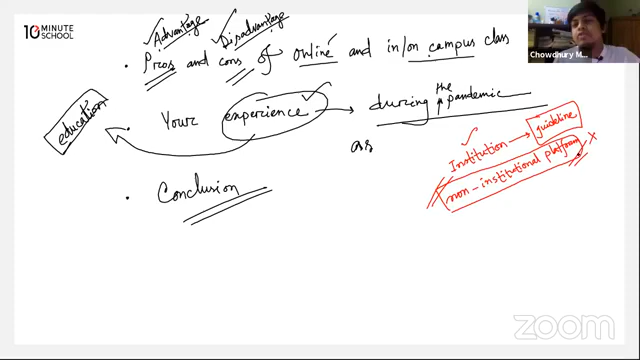 10 MINUTE SCHOOL
Advantage Disadvantage
• Pros and cons of online and in/on campus class
education
• Your experience → during the pandemic
as
Institution → guideline
non-institutional platform x
• Conclusion
Chowdhury M...
zoom